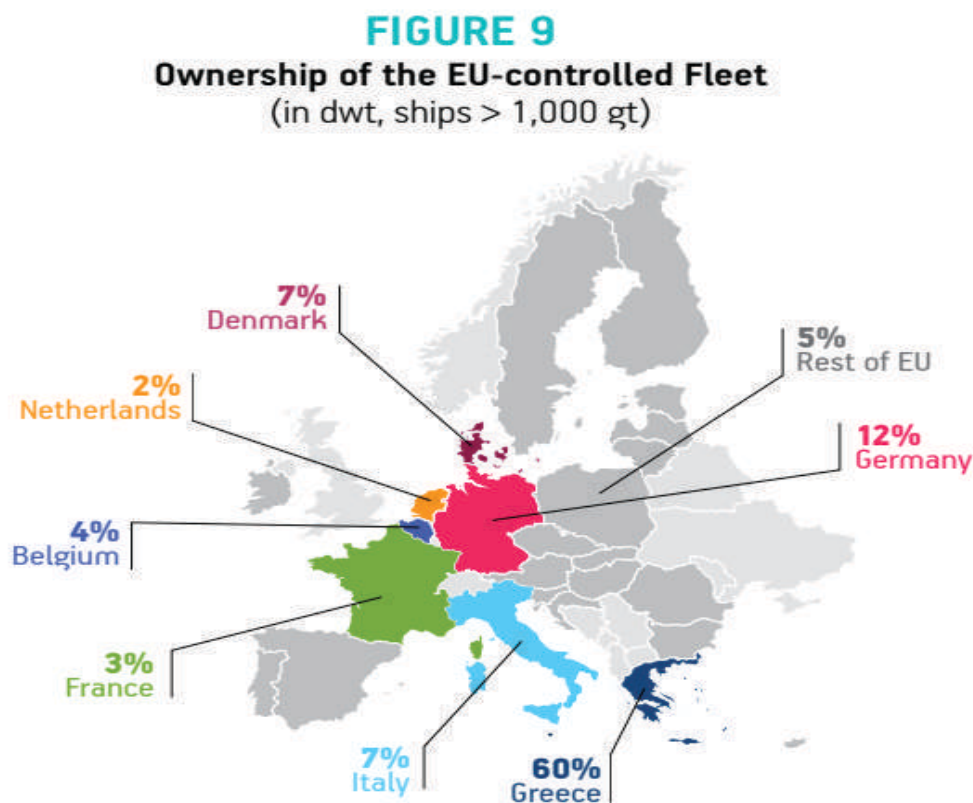 FIGURE 9
Ownership of the EU-controlled Fleet
(in dwt, ships > 1,000 gt)
7%
Denmark
5%
Rest of EU
2%
Netherlands
12%
Germany
4%
Belgium
3%
France
7%
Italy
60%
Greece